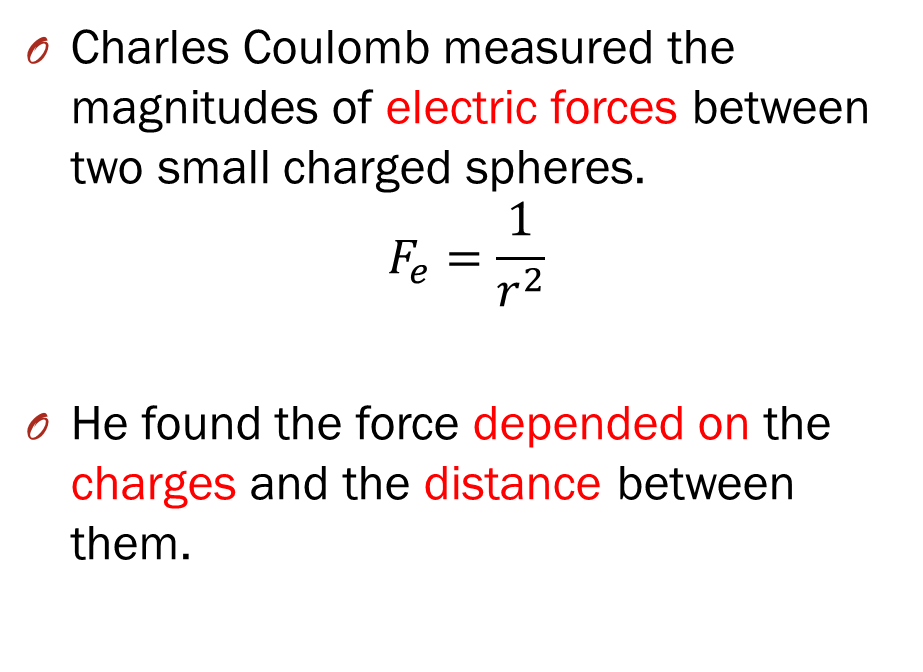 Charles Coulomb measured the
magnitudes of electric forces between
two small charged spheres.
F_e = 1/r^2
He found the force depended on the
charges and the distance between
them.